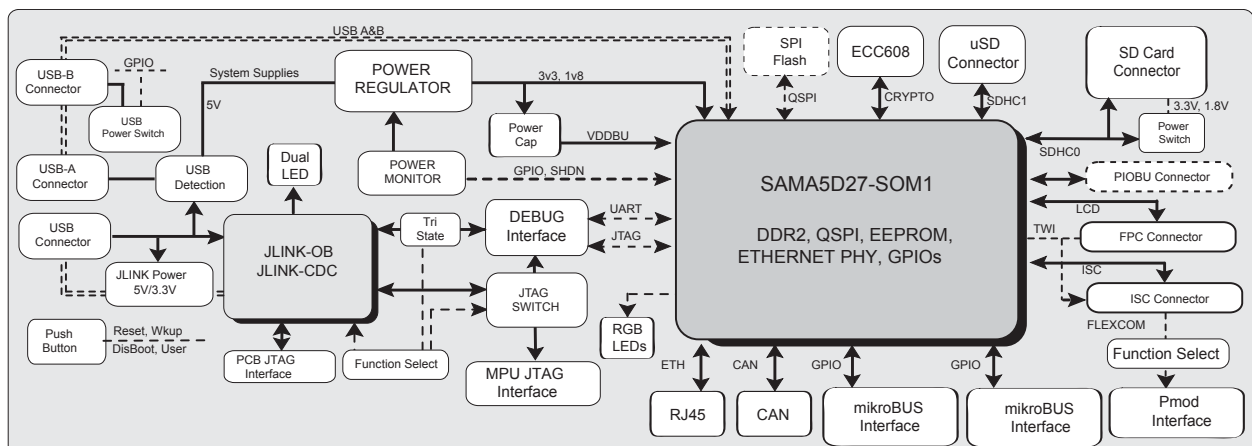 USB A&B
USB-B
Connector
GPIO
USB
Power Switch
System Supplies
5V
POWER
REGULATOR
3v3, 1v8
SPI
Flash
QSPI
ECC608
CRYPTO
uSD
Connector
SDHC1
SD Card
Connector
3.3V, 1.8V
Power
Switch
SDHC0
Power
Cap
VDDBU
USB-A
Connector
USB
Detection
Dual
LED
POWER
MONITOR
GPIO, SHDN
SAMA5D27-SOM1
DDR2, QSPI, EEPROM,
ETHERNET PHY, GPIOs
PIOBU Connector
LCD
TWI
FPC Connector
ISC
ISC Connector
FLEXCOM
Function Select
Pmod
Interface
USB
Connector
JLINK Power
5V/3.3V
JLINK-OB
JLINK-CDC
Tri
State
DEBUG
Interface
UART
JTAG
JTAG
SWITCH
RGB
LEDs
Push
Button
Reset, Wkup
DisBoot, User
PCB JTAG
Interface
Function Select
MPU JTAG
Interface
ETH
RJ45
CAN
CAN
GPIO
mikroBUS
Interface
GPIO
mikroBUS
Interface